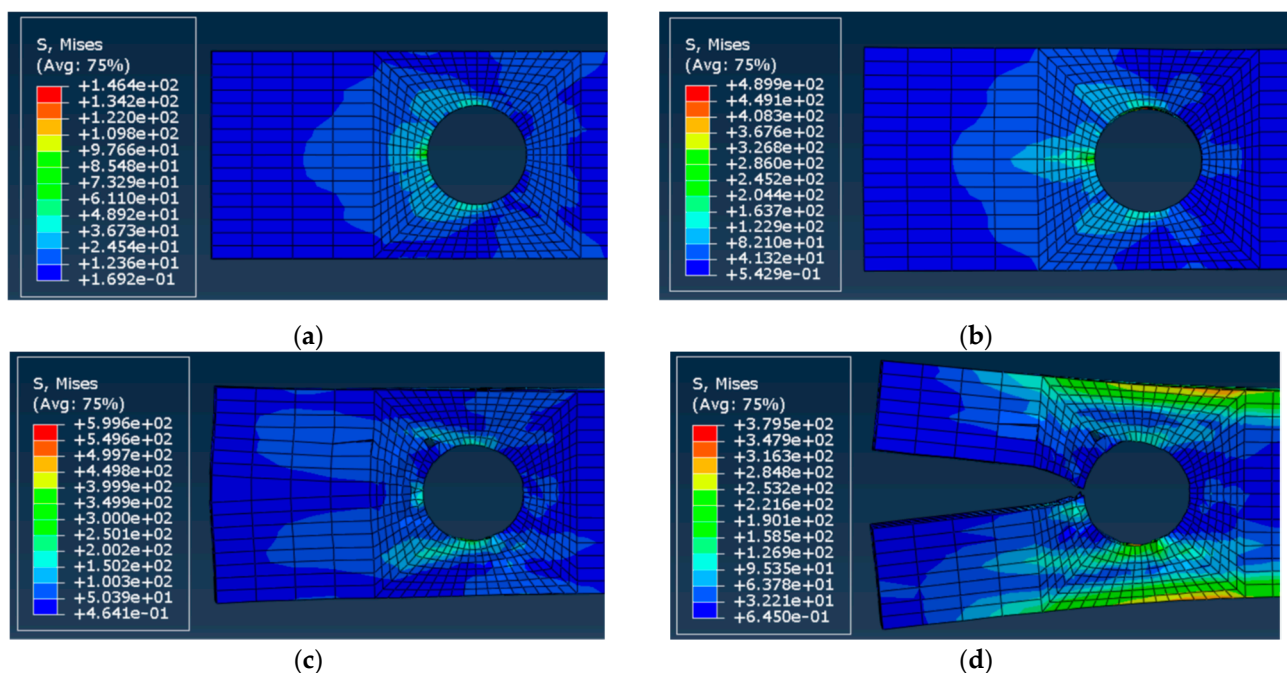 S, Mises
(Avg: 75%)
+1.464e+02
+1.342e+02
+1.220e+02
+1.098e+02
+9.766e+01
+8.548e+01
+7.329e+01
+6.110e+01
+4.892e+01
+3.673e+01
+2.454e+01
+1.236e+01
+1.692e-01
(a)
S, Mises
(Avg: 75%)
+4.899e+02
+4.491e+02
+4.083e+02
+3.676e+02
+3.268e+02
+2.860e+02
+2.452e+02
+2.044e+02
+1.637e+02
+1.229e+02
+8.210e+01
+4.132e+01
+5.429e-01
(b)
S, Mises
(Avg: 75%)
+5.996e+02
+5.496e+02
+4.997e+02
+4.498e+02
+3.999e+02
+3.499e+02
+3.000e+02
+2.501e+02
+2.002e+02
+1.502e+02
+1.003e+02
+5.039e+01
+4.641e-01
(c)
S, Mises
(Avg: 75%)
+3.795e+02
+3.479e+02
+3.163e+02
+2.848e+02
+2.532e+02
+2.216e+02
+1.901e+02
+1.585e+02
+1.269e+02
+9.535e+01
+6.378e+01
+3.221e+01
+6.450e-01
(d)